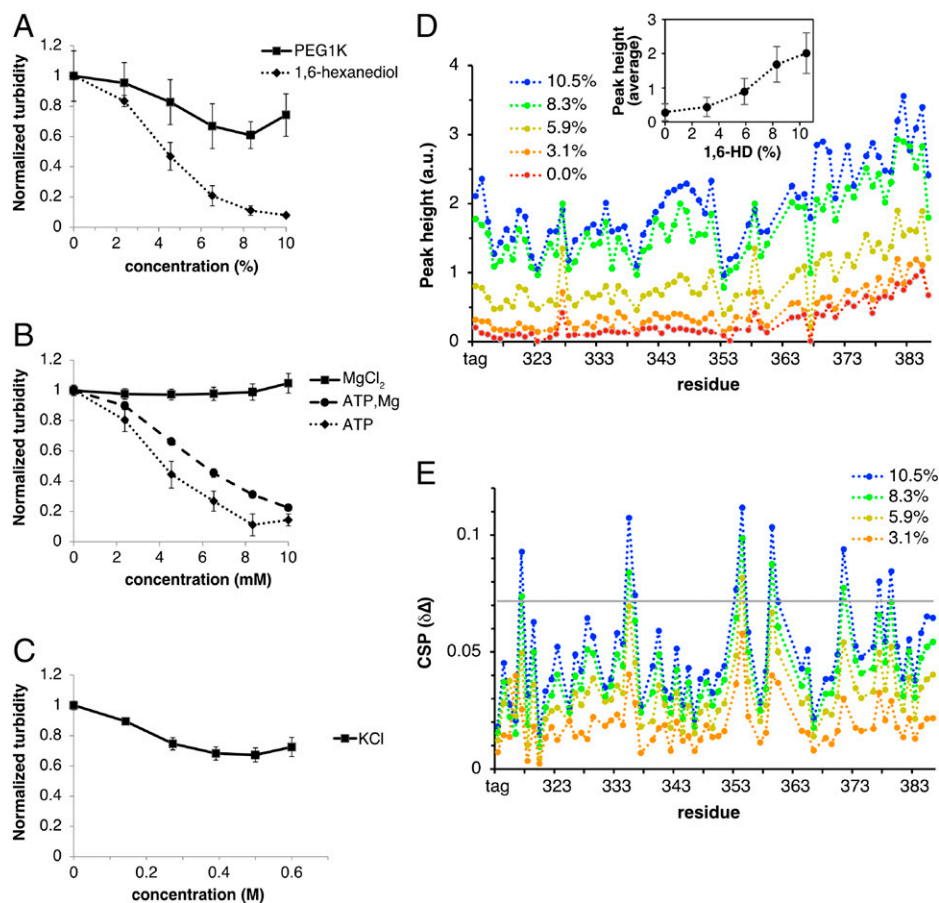 A
Normalized turbidity
1.2
1
0.8
0.6
0.4
0.2
0
0 2 4 6 8 10
concentration (%)
PEG1K
1,6-hexanediol
B
Normalized turbidity
1.2
1
0.8
0.6
0.4
0.2
0
0 2 4 6 8 10
concentration (mM)
MgCl₂
ATP,Mg
ATP
C
Normalized turbidity
1.2
1
0.8
0.6
0.4
0.2
0
0 0.2 0.4 0.6
concentration (M)
KCl
D
Peak height (a.u.)
4
3
2
1
0
tag 323 333 343 353 363 373 383
residue
10.5%
8.3%
5.9%
3.1%
0.0%
Peak height
(average)
3
2
1
0
0 2 4 6 8 10
1,6-HD (%)
E
CSP (δΔ)
0.1
0.05
0
tag 323 333 343 353 363 373 383
residue
10.5%
8.3%
5.9%
3.1%